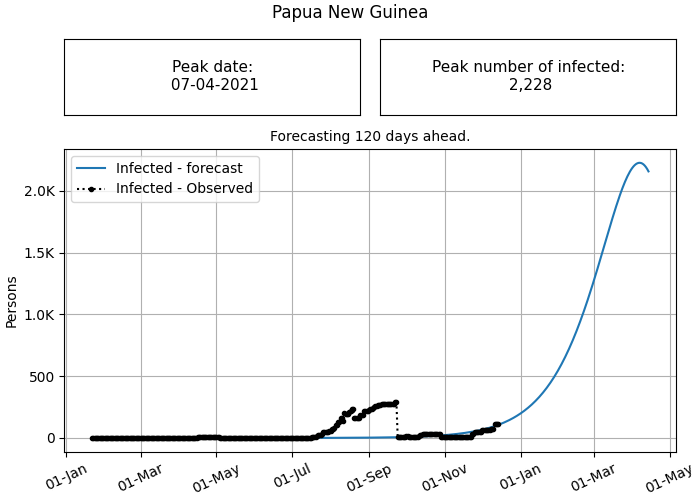 Papua New Guinea
Peak date:
07-04-2021
Peak number of infected:
2,228
Forecasting 120 days ahead.
Infected - forecast
Infected - Observed
Persons
2.0K
1.5K
1.0K
500
0
01-Jan
01-Mar
01-May
01-Jul
01-Sep
01-Nov
01-Jan
01-Mar
01-May